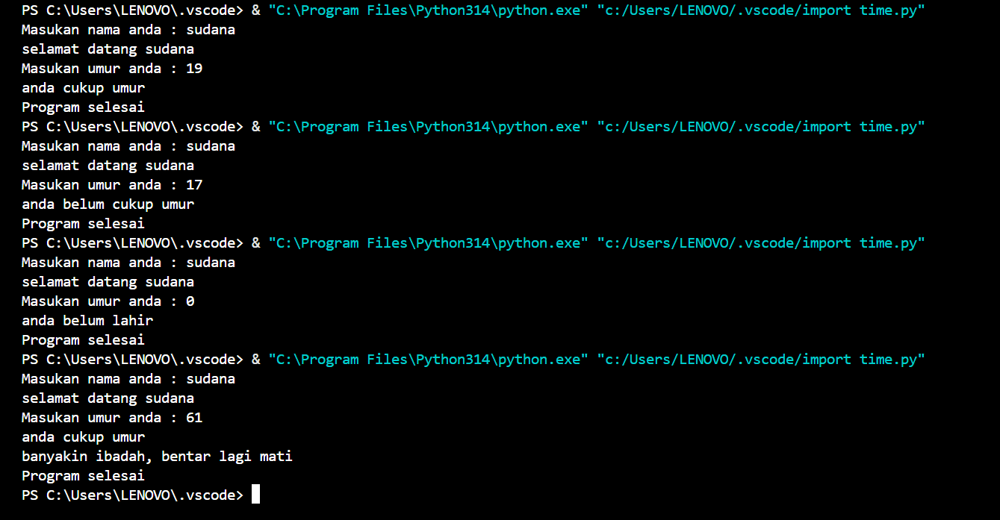 PS C:\Users\LENOVO\.vscode> & "C:\Program Files\Python314\python.exe" "c:/Users/LENOVO/.vscode/import time.py"
Masukan nama anda : sudana
selamat datang sudana
Masukan umur anda : 19
anda cukup umur
Program selesai
PS C:\Users\LENOVO\.vscode> & "C:\Program Files\Python314\python.exe" "c:/Users/LENOVO/.vscode/import time.py"
Masukan nama anda : sudana
selamat datang sudana
Masukan umur anda : 17
anda belum cukup umur
Program selesai
PS C:\Users\LENOVO\.vscode> & "C:\Program Files\Python314\python.exe" "c:/Users/LENOVO/.vscode/import time.py"
Masukan nama anda : sudana
selamat datang sudana
Masukan umur anda : 0
anda belum lahir
Program selesai
PS C:\Users\LENOVO\.vscode> & "C:\Program Files\Python314\python.exe" "c:/Users/LENOVO/.vscode/import time.py"
Masukan nama anda : sudana
selamat datang sudana
Masukan umur anda : 61
anda cukup umur
banyakin ibadah, bentar lagi mati
Program selesai
PS C:\Users\LENOVO\.vscode>